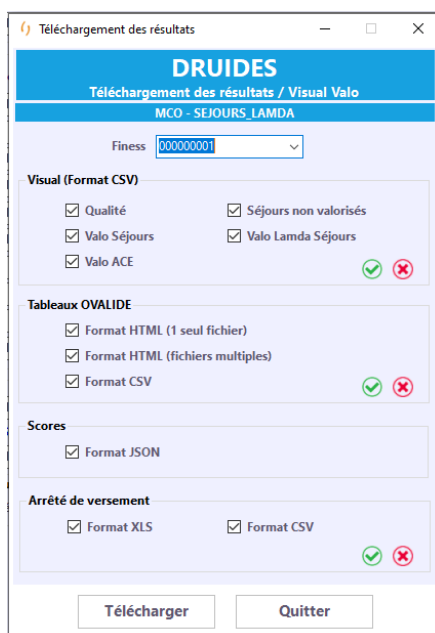 Téléchargement des résultats
DRUIDES
Téléchargement des résultats / Visual Valo
MCO - SEJOURS_LAMDA
Finess 000000001
Visual (Format CSV)
Qualité Séjours non valorisés
Valo Séjours Valo Lamda Séjours
Valo ACE
Tableaux OVALIDE
Format HTML (1 seul fichier)
Format HTML (fichiers multiples)
Format CSV
Scores
Format JSON
Arrêté de versement
Format XLS Format CSV
Télécharger Quitter